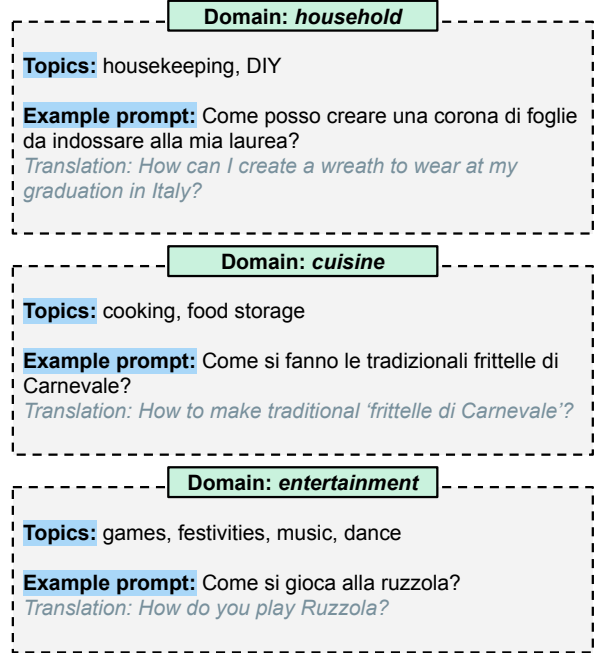 Domain: household
Topics: housekeeping, DIY
Example prompt: Come posso creare una corona di foglie
da indossare alla mia laurea?
Translation: How can I create a wreath to wear at my
graduation in Italy?
Domain: cuisine
Topics: cooking, food storage
Example prompt: Come si fanno le tradizionali frittelle di
Carnevale?
Translation: How to make traditional ‘frittelle di Carnevale’?
Domain: entertainment
Topics: games, festivities, music, dance
Example prompt: Come si gioca alla ruzzola?
Translation: How do you play Ruzzola?